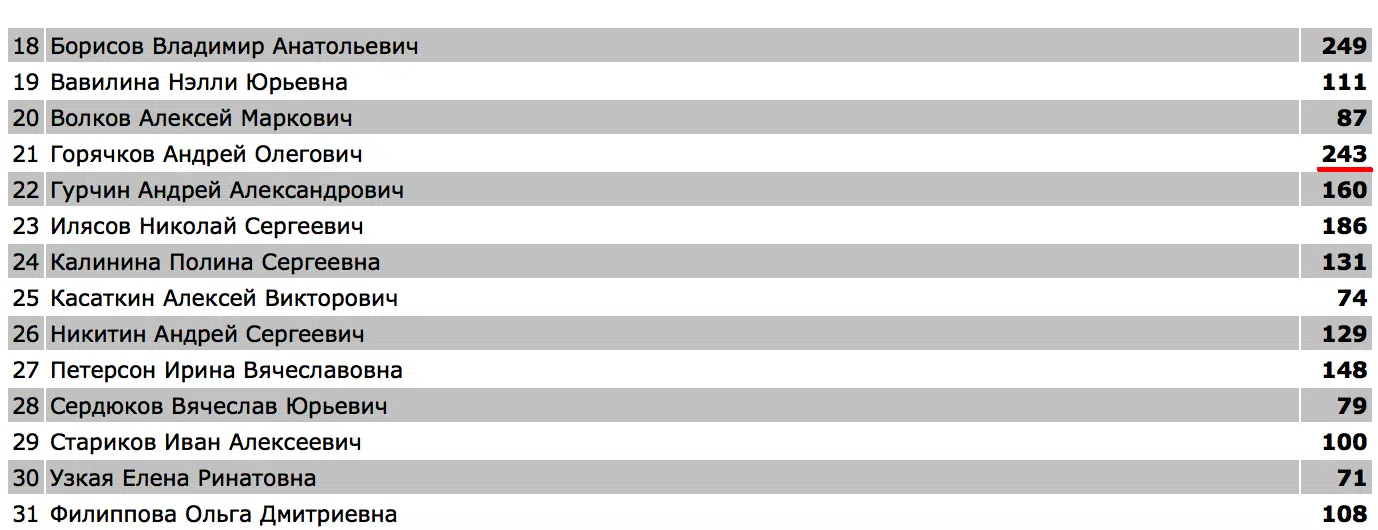 18 Борисов Владимир Анатольевич 249
19 Вавилина Нэлли Юрьевна 111
20 Волков Алексей Маркович 87
21 Горячков Андрей Олегович 243
22 Гурчин Андрей Александрович 160
23 Илясов Николай Сергеевич 186
24 Калинина Полина Сергеевна 131
25 Касаткин Алексей Викторович 74
26 Никитин Андрей Сергеевич 129
27 Петерсон Ирина Вячеславовна 148
28 Сердюков Вячеслав Юрьевич 79
29 Стариков Иван Алексеевич 100
30 Узкая Елена Ринатовна 71
31 Филиппова Ольга Дмитриевна 108